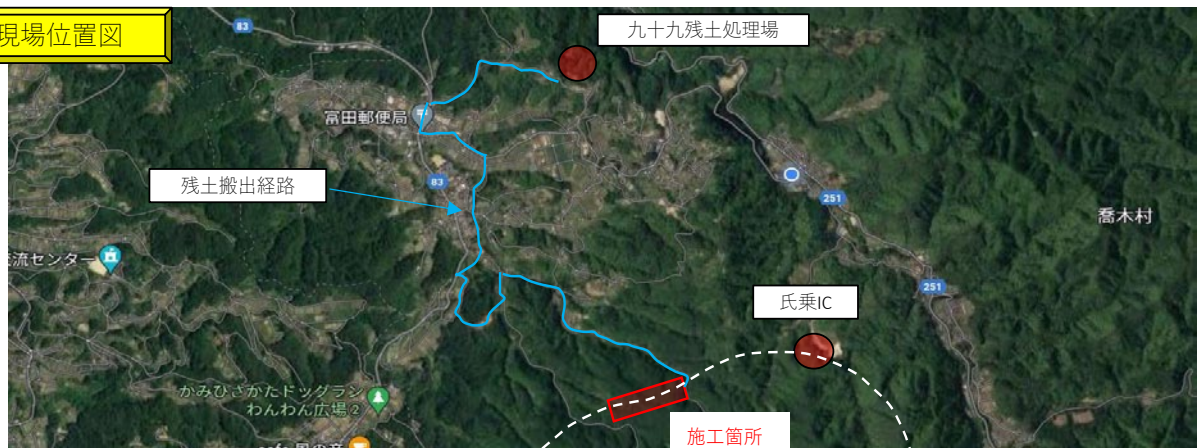 現場位置図
83
九十九残土処理場
富田郵便局
残土搬出経路
83
251
喬木村
流センター
251
氏乗IC
かみひさかたドッグラン
わんわん広場2
施工箇所